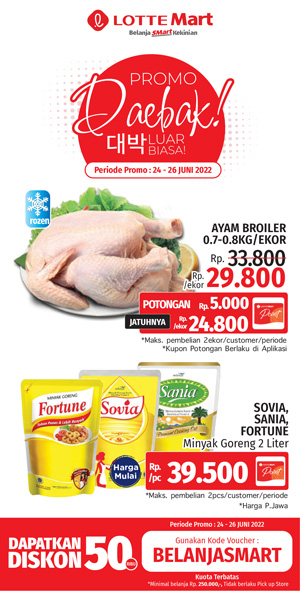 LOTTE Mart
Belanja smart Kekinian
PROMO
Daebak!
대박 LUAR BIASA!
Periode Promo : 24 - 26 JUNI 2022
rozen
AYAM BROILER
0.7-0.8KG/EKOR
Rp. 33.800
Rp. /ekor 29.800
POTONGAN Rp. 5.000
JATUHNYA Rp. /ekor 24.800
Point
*Maks. pembelian 2ekor/customer/periode
*Kupon Potongan Berlaku di Aplikasi
MINYAK GORENG
Fortune
Sovia
Sania
SOVIA,
SANIA,
FORTUNE
Minyak Goreng 2 Liter
Harga Mulai
Rp. /pc 39.500
Point
*Maks. pembelian 2pcs/customer/periode
*Harga P.Jawa
Periode Promo : 24 - 26 JUNI 2022
DAPATKAN
DISKON 50 RIBU
Gunakan Kode Voucher :
BELANJASMART
Kuota Terbatas
*Minimal belanja Rp. 250.000,-, Tidak berlaku Pick up Store